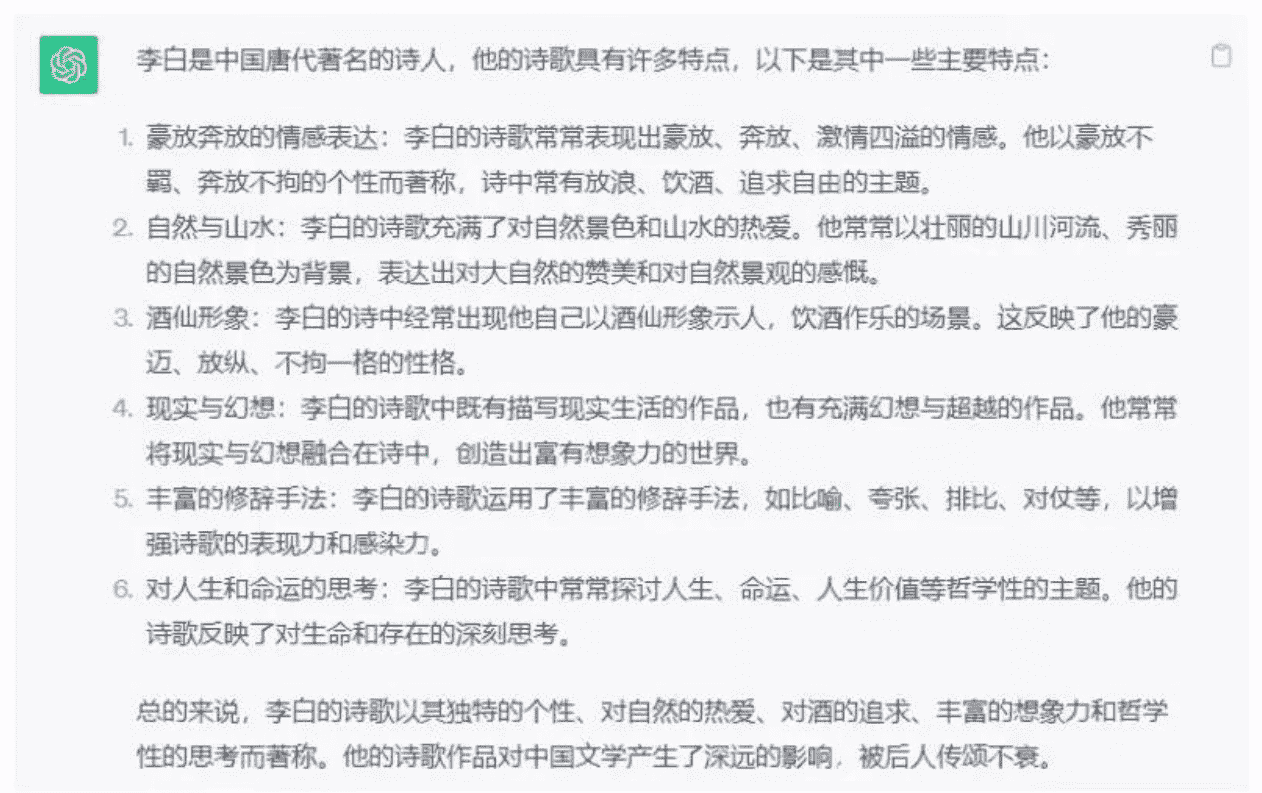 李白是中国唐代著名的诗人，他的诗歌具有许多特点，以下是其中一些主要特点：
1. 豪放奔放的情感表达：李白的诗歌常常表现出豪放、奔放、激情四溢的情感。他以豪放不
羁、奔放不拘的个性而著称，诗中常有放浪、饮酒、追求自由的主题。
2. 自然与山水：李白的诗歌充满了对自然景色和山水的热爱。他常常以壮丽的山川河流、秀丽
的自然景色为背景，表达出对大自然的赞美和对自然景观的感慨。
3. 酒仙形象：李白的诗中经常出现他自己以酒仙形象示人，饮酒作乐的场景。这反映了他的豪
迈、放纵、不拘一格的性格。
4. 现实与幻想：李白的诗歌中既有描写现实生活的作品，也有充满幻想与超越的作品。他常常
将现实与幻想融合在诗中，创造出富有想象力的世界。
5. 丰富的修辞手法：李白的诗歌运用了丰富的修辞手法，如比喻、夸张、排比、对仗等，以增
强诗歌的表现力和感染力。
6. 对人生和命运的思考：李白的诗歌中常常探讨人生、命运、人生价值等哲学性的主题。他的
诗歌反映了对生命和存在的深刻思考。
总的来说，李白的诗歌以其独特的个性、对自然的热爱、对酒的追求、丰富的想象力和哲学
性的思考而著称。他的诗歌作品对中国文学产生了深远的影响，被后人传颂不衰。